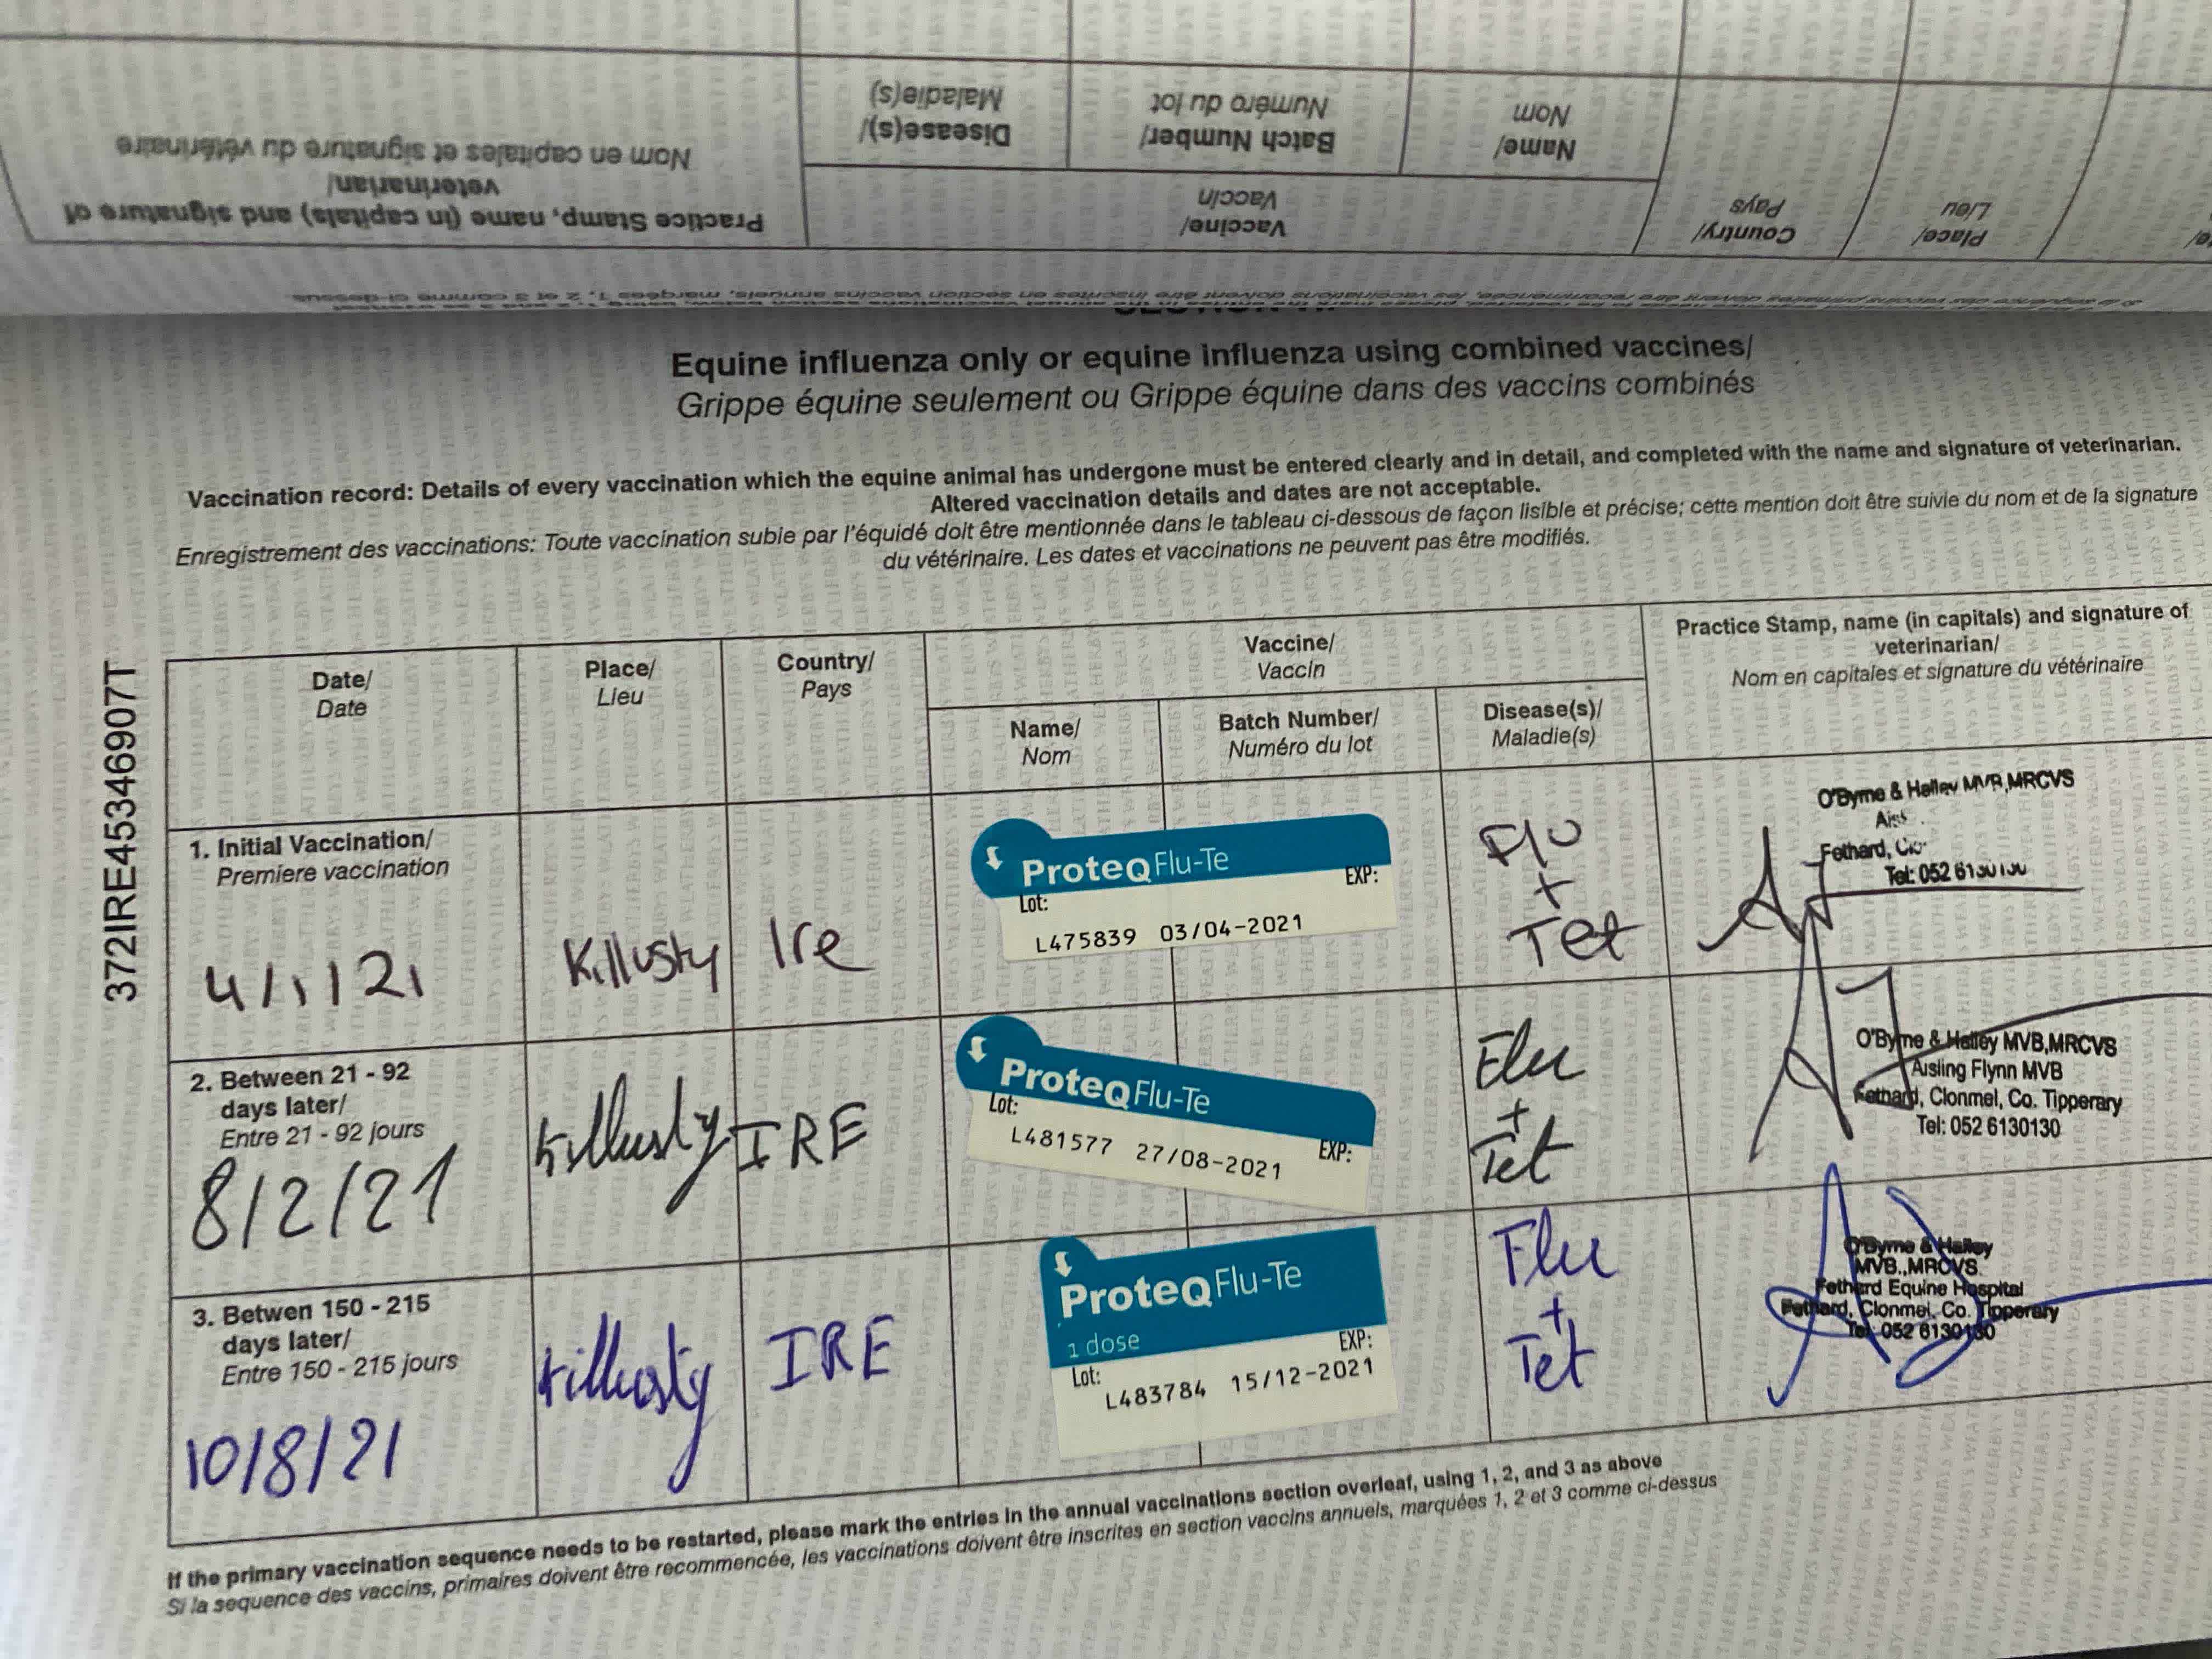 Practice Stamp, name (in capitals) and signature of
veterinarian/
Nom en capitales et signature du vétérinaire
Vaccine/
Vaccin
Disease(s)/
Maladie(s)
Batch Number/
Numéro du lot
Name/
Nom
Country/
Pays
Place/
Lieu
Equine influenza only or equine influenza using combined vaccines/
Grippe équine seulement ou Grippe équine dans des vaccins combinés
Vaccination record: Details of every vaccination which the equine animal has undergone must be entered clearly and in detail, and completed with the name and signature of veterinarian.
Altered vaccination details and dates are not acceptable.
Enregistrement des vaccinations: Toute vaccination subie par l'équidé doit être mentionnée dans le tableau ci-dessous de façon lisible et précise; cette mention doit être suivie du nom et de la signature
du vétérinaire. Les dates et vaccinations ne peuvent pas être modifiés.
372IRE45346907T
Date/
Date
Place/
Lieu
Country/
Pays
Vaccine/
Vaccin
Name/
Nom
Batch Number/
Numéro du lot
Disease(s)/
Maladie(s)
Practice Stamp, name (in capitals) and signature of
veterinarian/
Nom en capitales et signature du vétérinaire
1. Initial Vaccination/
Premiere vaccination
4/1/21
Killusty
Ire
ProteqFlu-Te
Lot: EXP:
L475839 03/04-2021
Flu
+
Tet
O'Byrne & Halley MVB,MRCVS
Fethard, Co.
Tel: 052 6130130
2. Between 21 - 92
days later/
Entre 21 - 92 jours
8/2/21
Killusty
IRE
ProteqFlu-Te
Lot: EXP:
L481577 27/08-2021
Flu
+
Tet
O'Byrne & Halley MVB,MRCVS
Aisling Flynn MVB
Fethard, Clonmel, Co. Tipperary
Tel: 052 6130130
3. Betwen 150 - 215
days later/
Entre 150 - 215 jours
10/8/21
Killusty
IRE
ProteqFlu-Te
1 dose
Lot: EXP:
L483784 15/12-2021
Flu
+
Tet
O'Byrne & Halley
MVB.,MRCVS.
Fethard Equine Hospital
Fethard, Clonmel, Co. Tipperary
Tel: 052 6130130
If the primary vaccination sequence needs to be restarted, please mark the entries in the annual vaccinations section overleaf, using 1, 2, and 3 as above
Si la sequence des vaccins, primaires doivent être recommencée, les vaccinations doivent être inscrites en section vaccins annuels, marquées 1, 2 et 3 comme ci-dessus